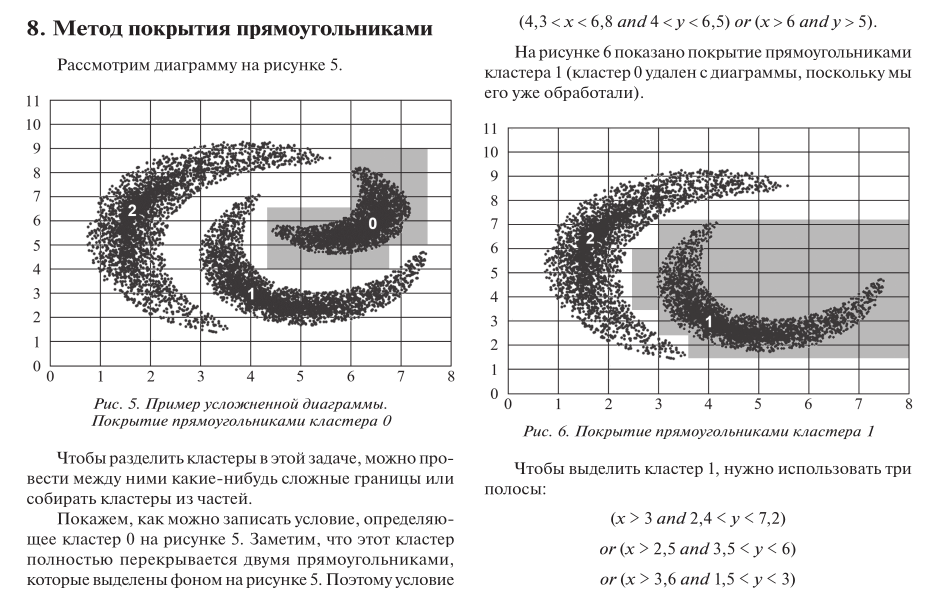 8. Метод покрытия прямоугольниками
Рассмотрим диаграмму на рисунке 5.
11
10
9
8
7
6
5
4
3
2
1
0
2
0
1
0 1 2 3 4 5 6 7 8
Рис. 5. Пример усложненной диаграммы.
Покрытие прямоугольниками кластера 0
Чтобы разделить кластеры в этой задаче, можно про-
вести между ними какие-нибудь сложные границы или
собирать кластеры из частей.
Покажем, как можно записать условие, определяю-
щее кластер 0 на рисунке 5. Заметим, что этот кластер
полностью перекрывается двумя прямоугольниками,
которые выделены фоном на рисунке 5. Поэтому условие
(4,3 < x < 6,8 and 4 < y < 6,5) or (x > 6 and y > 5).
На рисунке 6 показано покрытие прямоугольниками
кластера 1 (кластер 0 удален с диаграммы, поскольку мы
его уже обработали).
11
10
9
8
7
6
5
4
3
2
1
0
2
1
0 1 2 3 4 5 6 7 8
Рис. 6. Покрытие прямоугольниками кластера 1
Чтобы выделить кластер 1, нужно использовать три
полосы:
(x > 3 and 2,4 < y < 7,2)
or (x > 2,5 and 3,5 < y < 6)
or (x > 3,6 and 1,5 < y < 3)